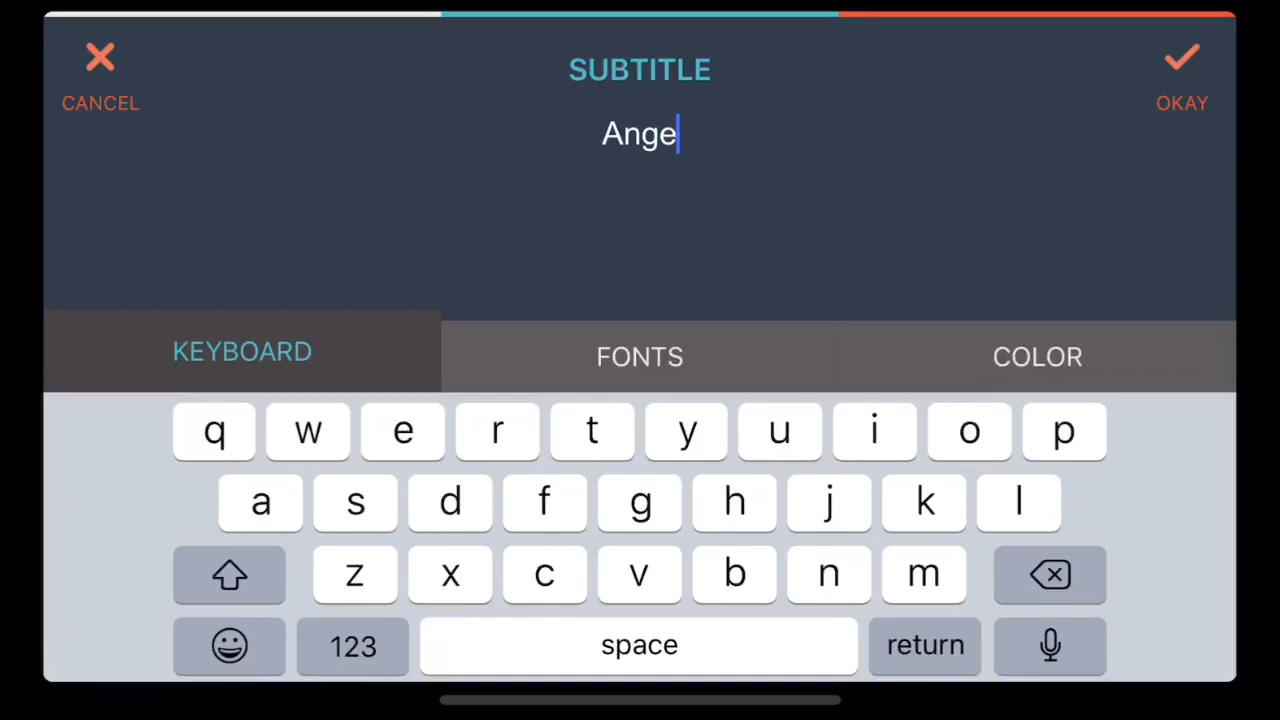 SUBTITLE
CANCEL
OKAY
Ange
KEYBOARD
FONTS
COLOR
q w e r t y u i o p
a s d f g h j k l
z x c v b n m
123 space return